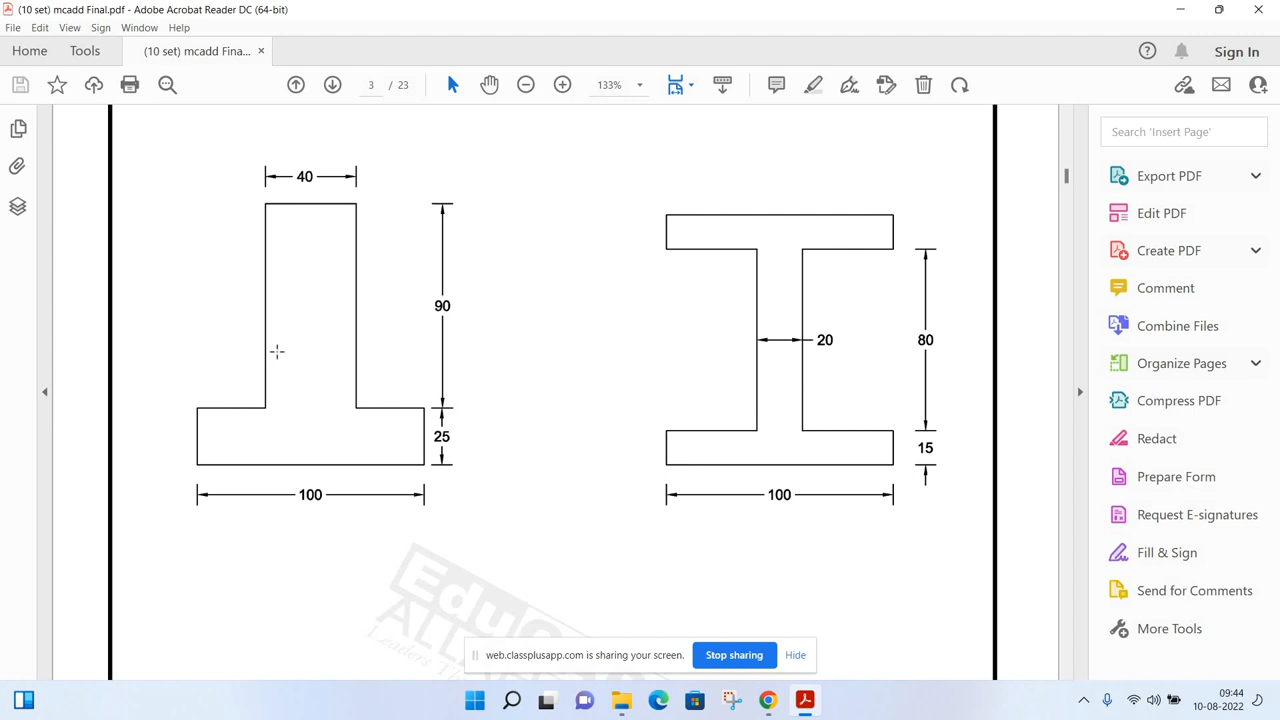 (10 set) mcadd Final.pdf - Adobe Acrobat Reader DC (64-bit)
File Edit View Sign Window Help
Home Tools (10 set) mcadd Fina... × Sign In
3 / 23 133%
Search 'Insert Page'
Export PDF
Edit PDF
Create PDF
Comment
Combine Files
Organize Pages
Compress PDF
Redact
Prepare Form
Request E-signatures
Fill & Sign
Send for Comments
More Tools
40
90
25
100
20
80
15
100
web.classplusapp.com is sharing your screen. Stop sharing Hide
09:44
10-08-2022